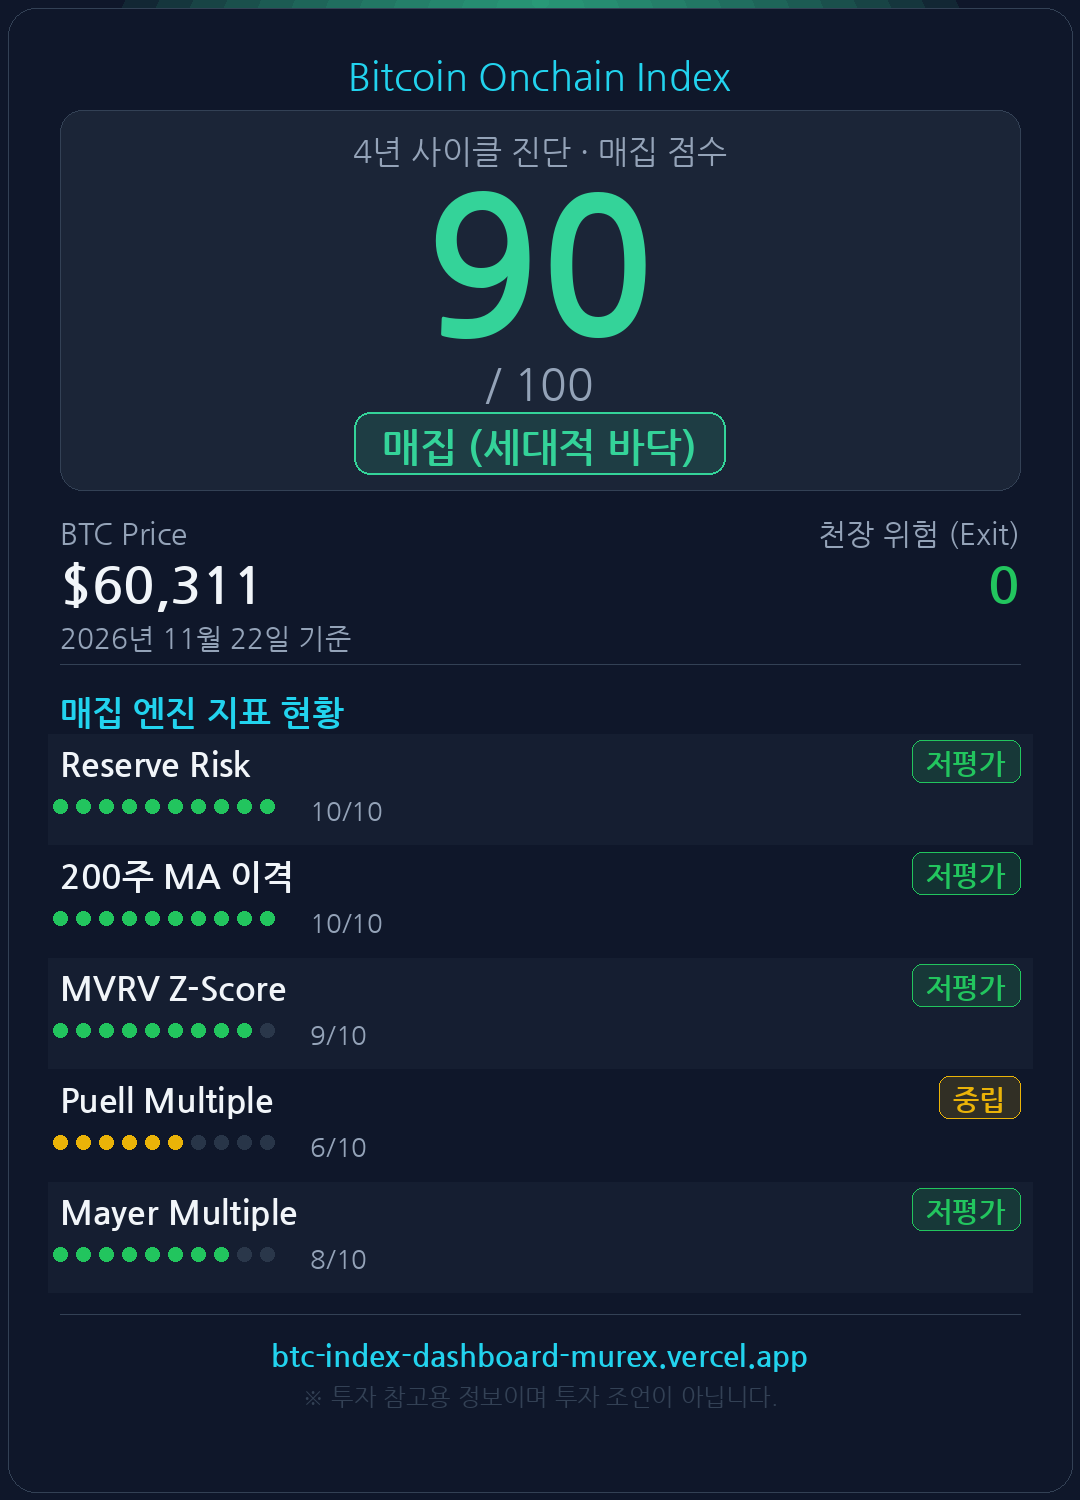 Bitcoin Onchain Index
4년 사이클 진단 · 매집 점수
90
/ 100
매집 (세대적 바닥)
BTC Price
천장 위험 (Exit)
$60,311
0
2026년 11월 22일 기준
매집 엔진 지표 현황
Reserve Risk
저평가
10/10
200주 MA 이격
저평가
10/10
MVRV Z-Score
저평가
9/10
Puell Multiple
중립
6/10
Mayer Multiple
저평가
8/10
btc-index-dashboard-murex.vercel.app
※ 투자 참고용 정보이며 투자 조언이 아닙니다.